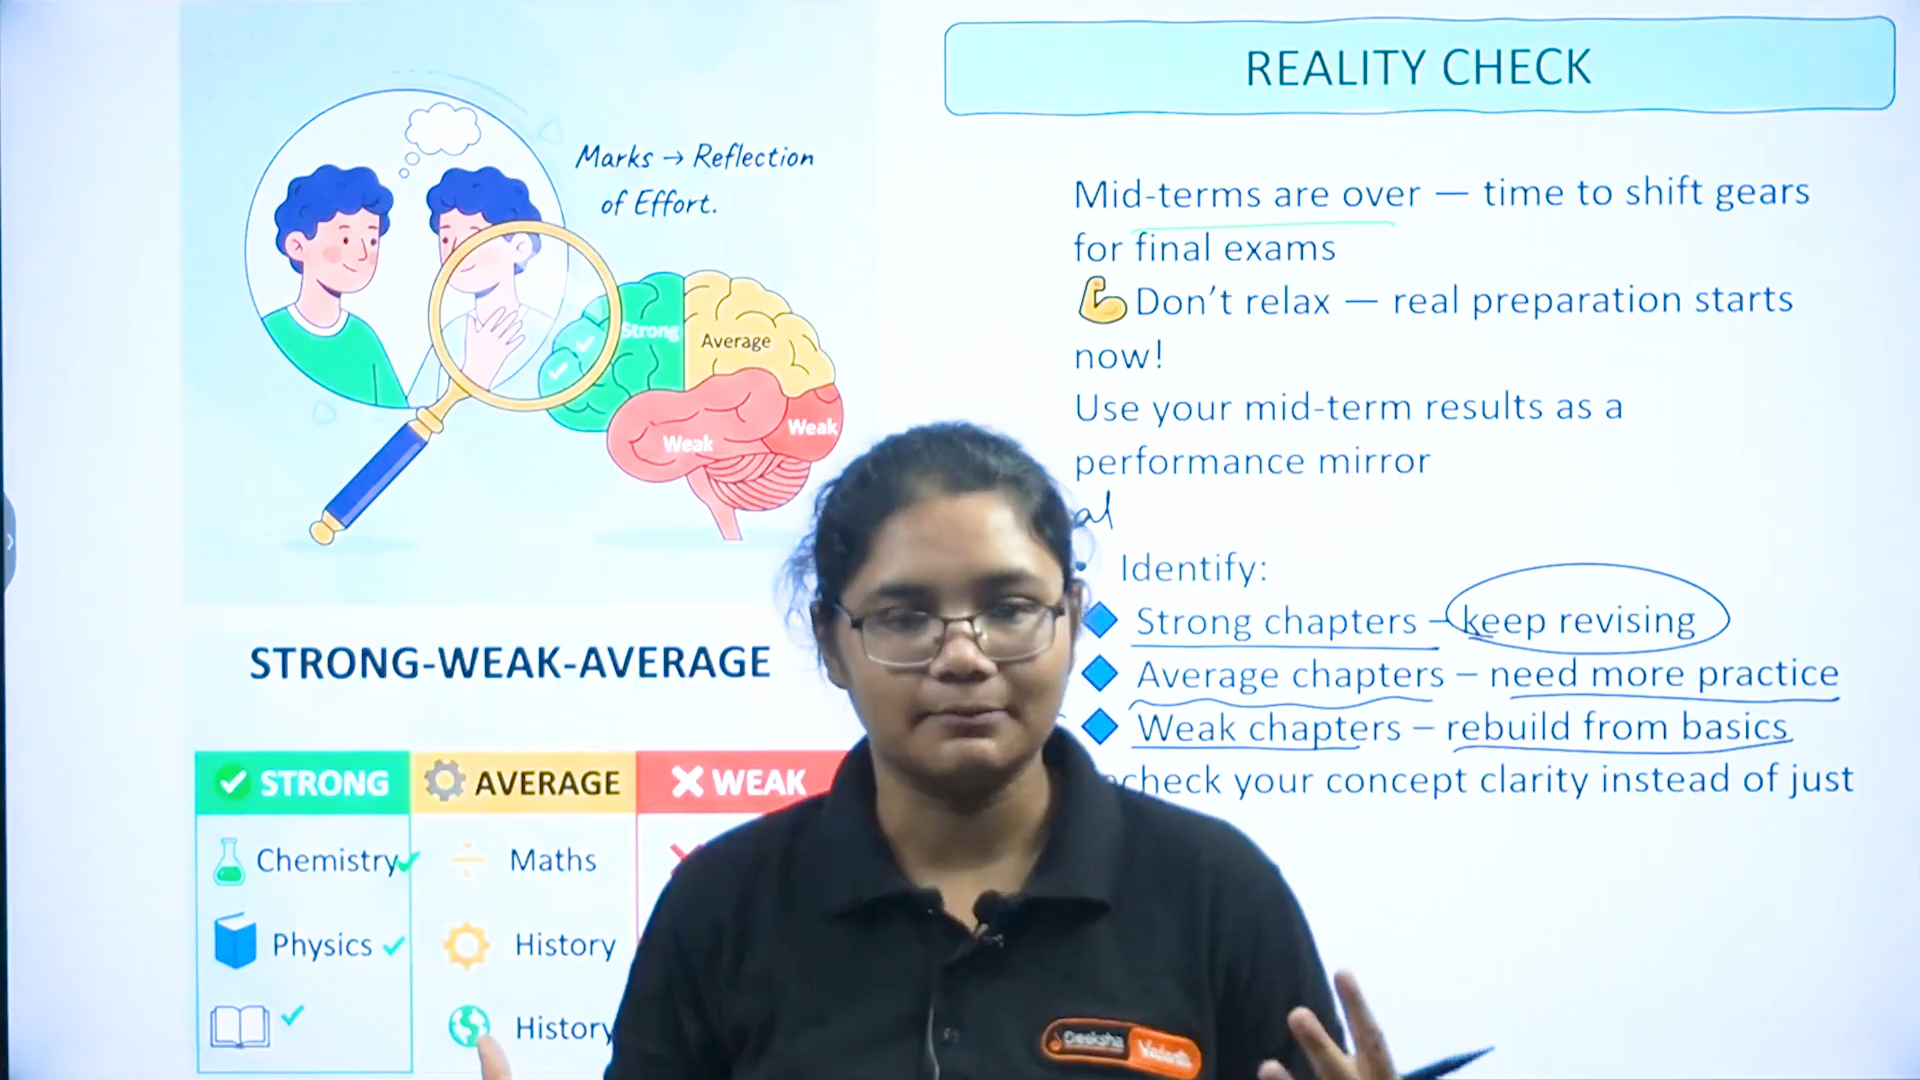 REALITY CHECK
Marks → Reflection
of Effort.
Strong
Average
Weak
Weak
Mid-terms are over — time to shift gears
for final exams
💪Don't relax — real preparation starts
now!
Use your mid-term results as a
performance mirror
al
• Identify:
Strong chapters – keep revising
Average chapters – need more practice
Weak chapters – rebuild from basics
check your concept clarity instead of just
STRONG-WEAK-AVERAGE
STRONG AVERAGE WEAK
Chemistry Maths
Physics History
History
Deeksha Vedantu